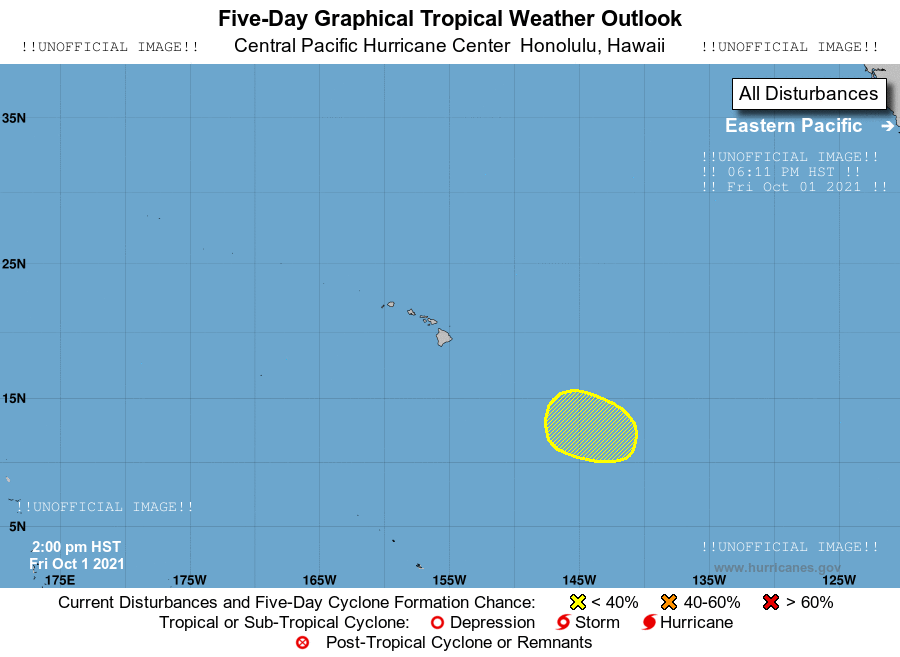 Five-Day Graphical Tropical Weather Outlook
!!UNOFFICIAL IMAGE!! Central Pacific Hurricane Center Honolulu, Hawaii !!UNOFFICIAL IMAGE!!
All Disturbances
35N
Eastern Pacific →
!!UNOFFICIAL IMAGE!!
!! 06:11 PM HST !!
!! Fri Oct 01 2021 !!
25N
15N
!!UNOFFICIAL IMAGE!!
5N
2:00 pm HST
Fri Oct 1 2021
!!UNOFFICIAL IMAGE!!
www.hurricanes.gov
175E 175W 165W 155W 145W 135W 125W
Current Disturbances and Five-Day Cyclone Formation Chance: < 40% 40-60% > 60%
Tropical or Sub-Tropical Cyclone: Depression Storm Hurricane
Post-Tropical Cyclone or Remnants